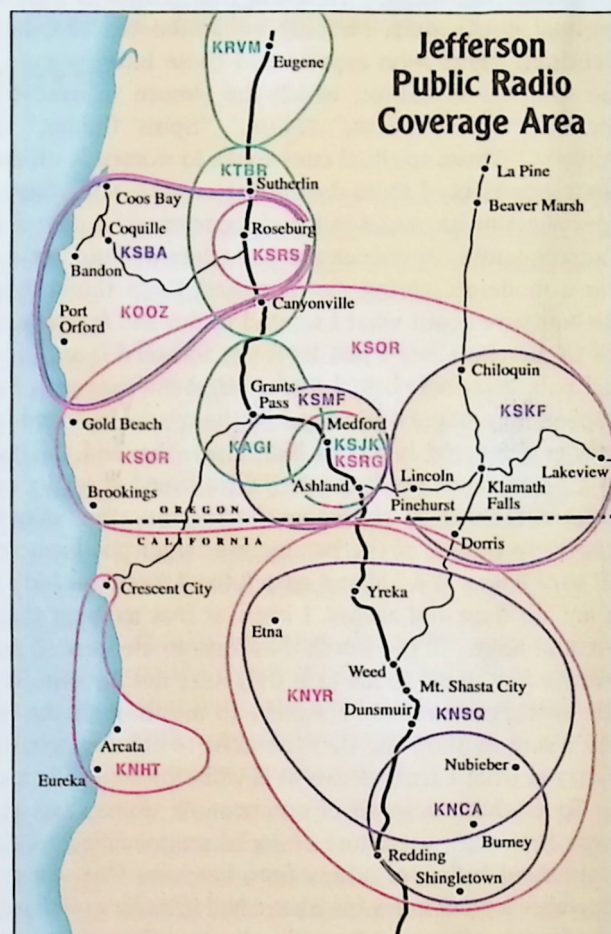 Jefferson
Public Radio
Coverage Area
KRVM
Eugene
KTBR
Sutherlin
La Pine
Beaver Marsh
Coos Bay
Coquille
KSBA
Roseburg
KSRS
Bandon
KOOZ
Canyonville
Port
Orford
KSOR
Chiloquin
Grants
Pass
KSMF
KSKF
Gold Beach
Medford
KSOR
KAGI
KSJK
KSRG
Lakeview
Ashland
Lincoln
Pinehurst
Klamath
Falls
Brookings
OREGON
CALIFORNIA
Dorris
Crescent City
Yreka
Etna
Weed
KNYR
Mt. Shasta City
Dunsmuir
KNSQ
Arcata
Nubieber
Eureka
KNHT
KNCA
Burney
Redding
Shingletown